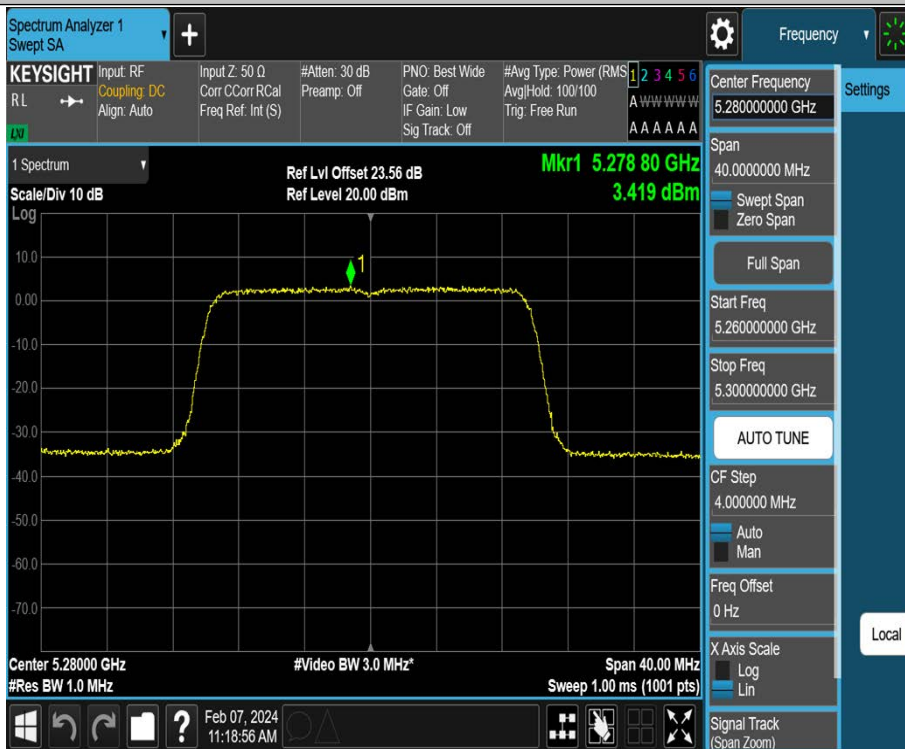 Spectrum Analyzer 1
Swept SA
Frequency
KEYSIGHT
RL
LXI
Input: RF
Coupling: DC
Align: Auto
Input Z: 50 Ω
Corr CCorr RCal
Freq Ref: Int (S)
#Atten: 30 dB
Preamp: Off
PNO: Best Wide
Gate: Off
IF Gain: Low
Sig Track: Off
#Avg Type: Power (RMS
Avg|Hold: 100/100
Trig: Free Run
1 2 3 4 5 6
A W W W W W
A A A A A A
1 Spectrum
Scale/Div 10 dB
Log
Ref Lvl Offset 23.56 dB
Ref Level 20.00 dBm
Mkr1 5.278 80 GHz
3.419 dBm
1
10.0
0.00
-10.0
-20.0
-30.0
-40.0
-50.0
-60.0
-70.0
Center 5.28000 GHz
#Video BW 3.0 MHz*
Span 40.00 MHz
#Res BW 1.0 MHz
Sweep 1.00 ms (1001 pts)
Feb 07, 2024
11:18:56 AM
Center Frequency
5.280000000 GHz
Span
40.0000000 MHz
Swept Span
Zero Span
Full Span
Start Freq
5.260000000 GHz
Stop Freq
5.300000000 GHz
AUTO TUNE
CF Step
4.000000 MHz
Auto
Man
Freq Offset
0 Hz
X Axis Scale
Log
Lin
Signal Track
(Span Zoom)
Settings
Local